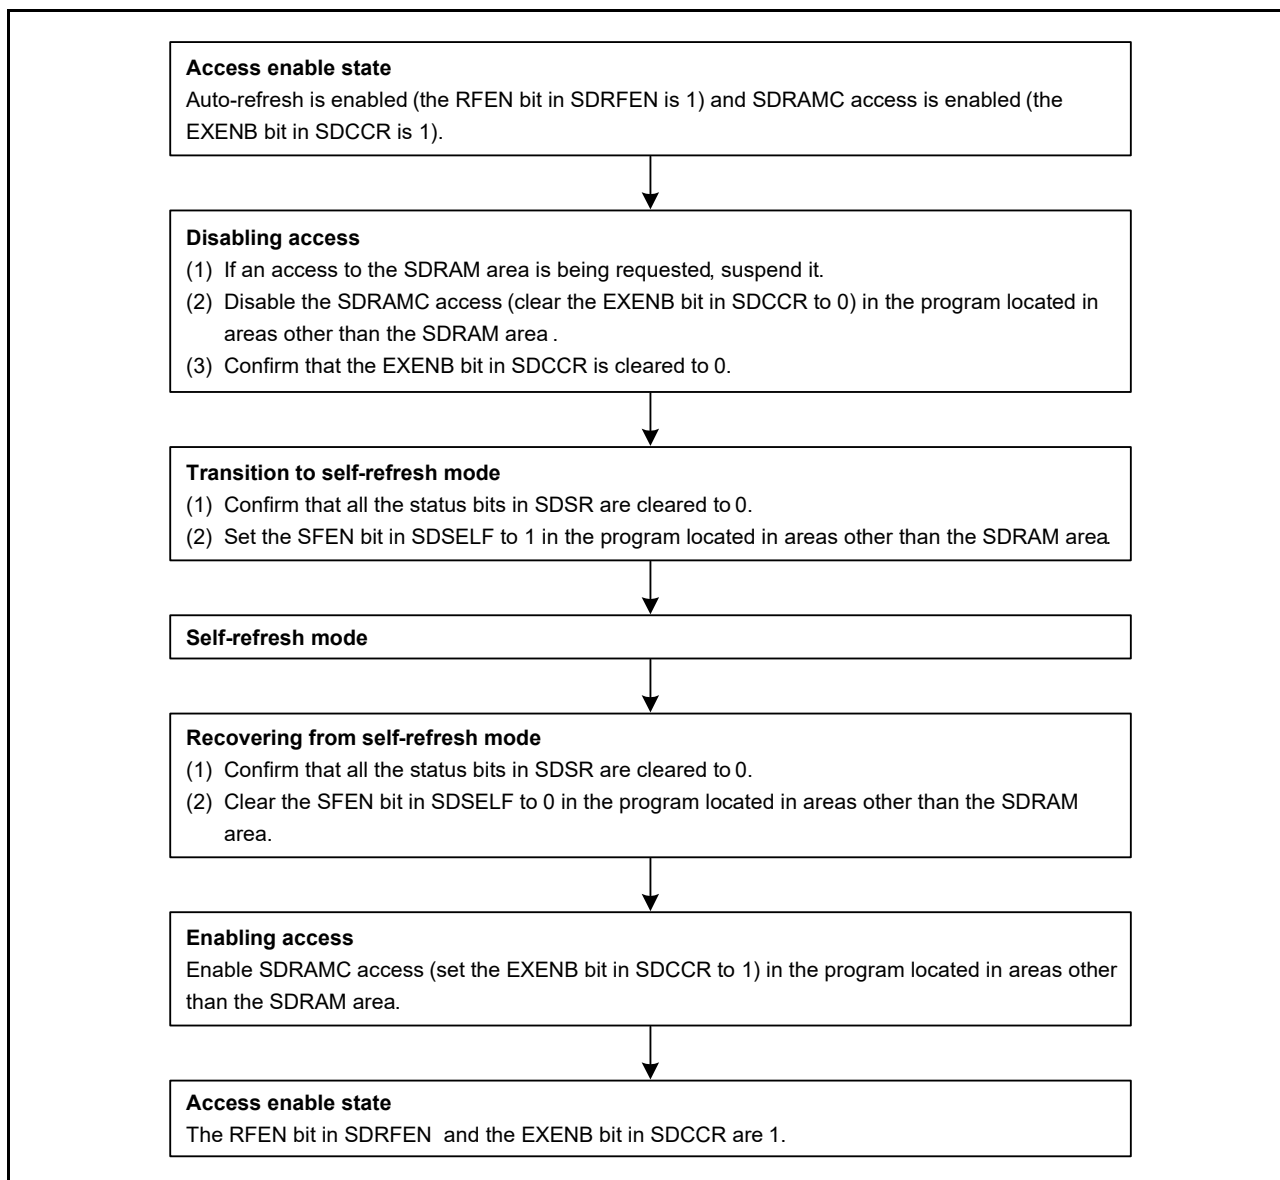 Access enable state
Auto-refresh is enabled (the RFEN bit in SDRFEN is 1) and SDRAMC access is enabled (the
EXENB bit in SDCCR is 1).
Disabling access
(1) If an access to the SDRAM area is being requested, suspend it.
(2) Disable the SDRAMC access (clear the EXENB bit in SDCCR to 0) in the program located in
areas other than the SDRAM area .
(3) Confirm that the EXENB bit in SDCCR is cleared to 0.
Transition to self-refresh mode
(1) Confirm that all the status bits in SDSR are cleared to 0.
(2) Set the SFEN bit in SDSELF to 1 in the program located in areas other than the SDRAM area.
Self-refresh mode
Recovering from self-refresh mode
(1) Confirm that all the status bits in SDSR are cleared to 0.
(2) Clear the SFEN bit in SDSELF to 0 in the program located in areas other than the SDRAM
area.
Enabling access
Enable SDRAMC access (set the EXENB bit in SDCCR to 1) in the program located in areas other
than the SDRAM area.
Access enable state
The RFEN bit in SDRFEN and the EXENB bit in SDCCR are 1.